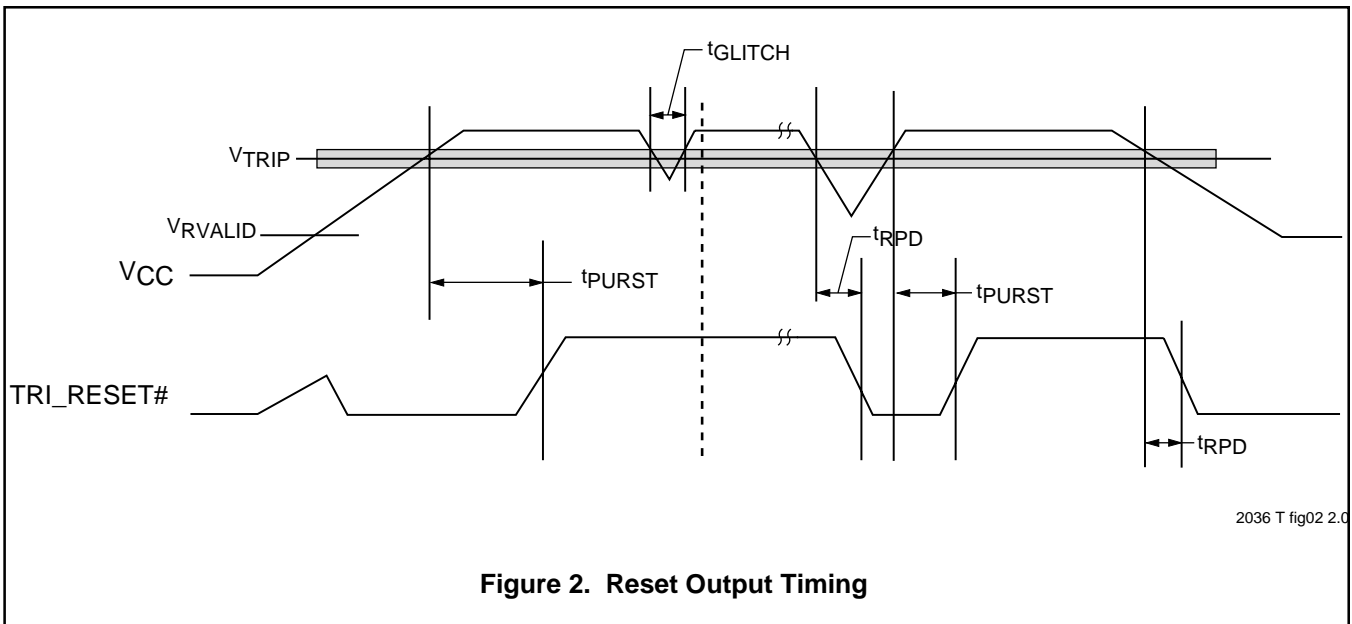 tGLITCH
VTRIP
VRVALID
tRPD
VCC
tPURST
tPURST
TRI_RESET#
tRPD
2036 T fig02 2.0
Figure 2. Reset Output Timing